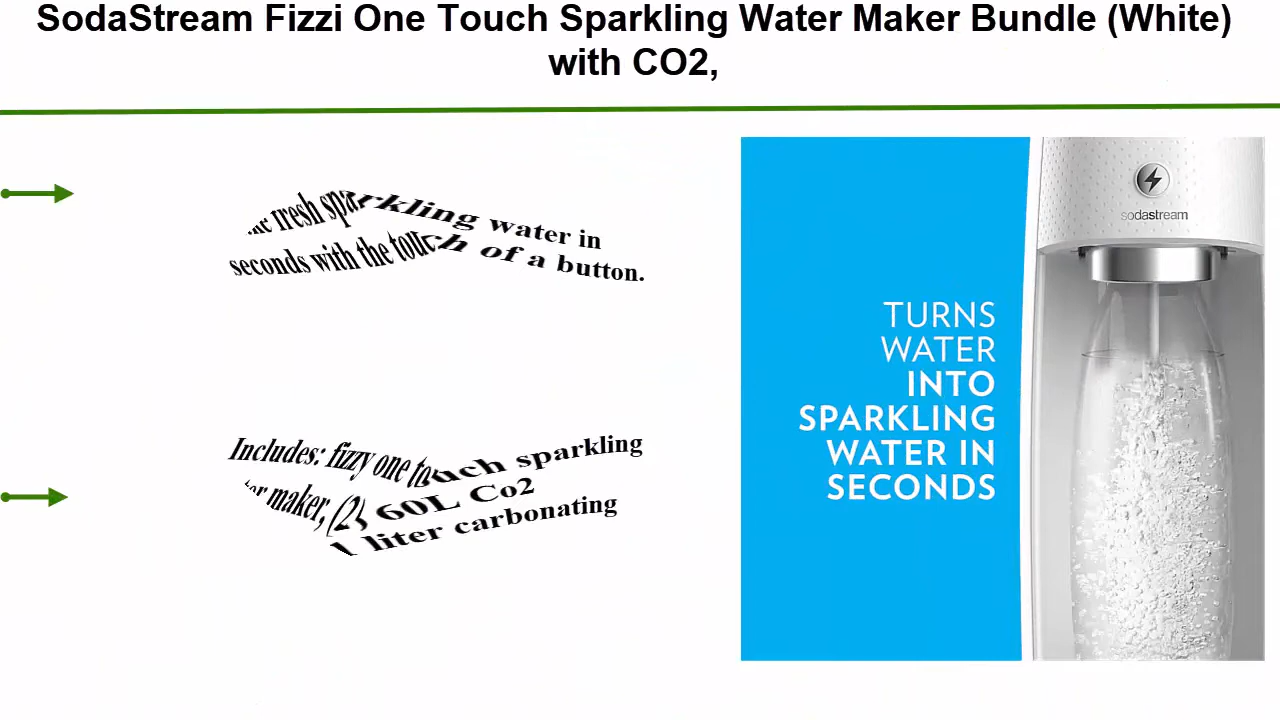 SodaStream Fizzi One Touch Sparkling Water Maker Bundle (White)
with CO2,
fresh sparkling water in
seconds with the touch of a button.
Includes: fizzy one touch sparkling
maker, (2) 60L Co2
liter carbonating
TURNS
WATER
INTO
SPARKLING
WATER IN
SECONDS
sodastream